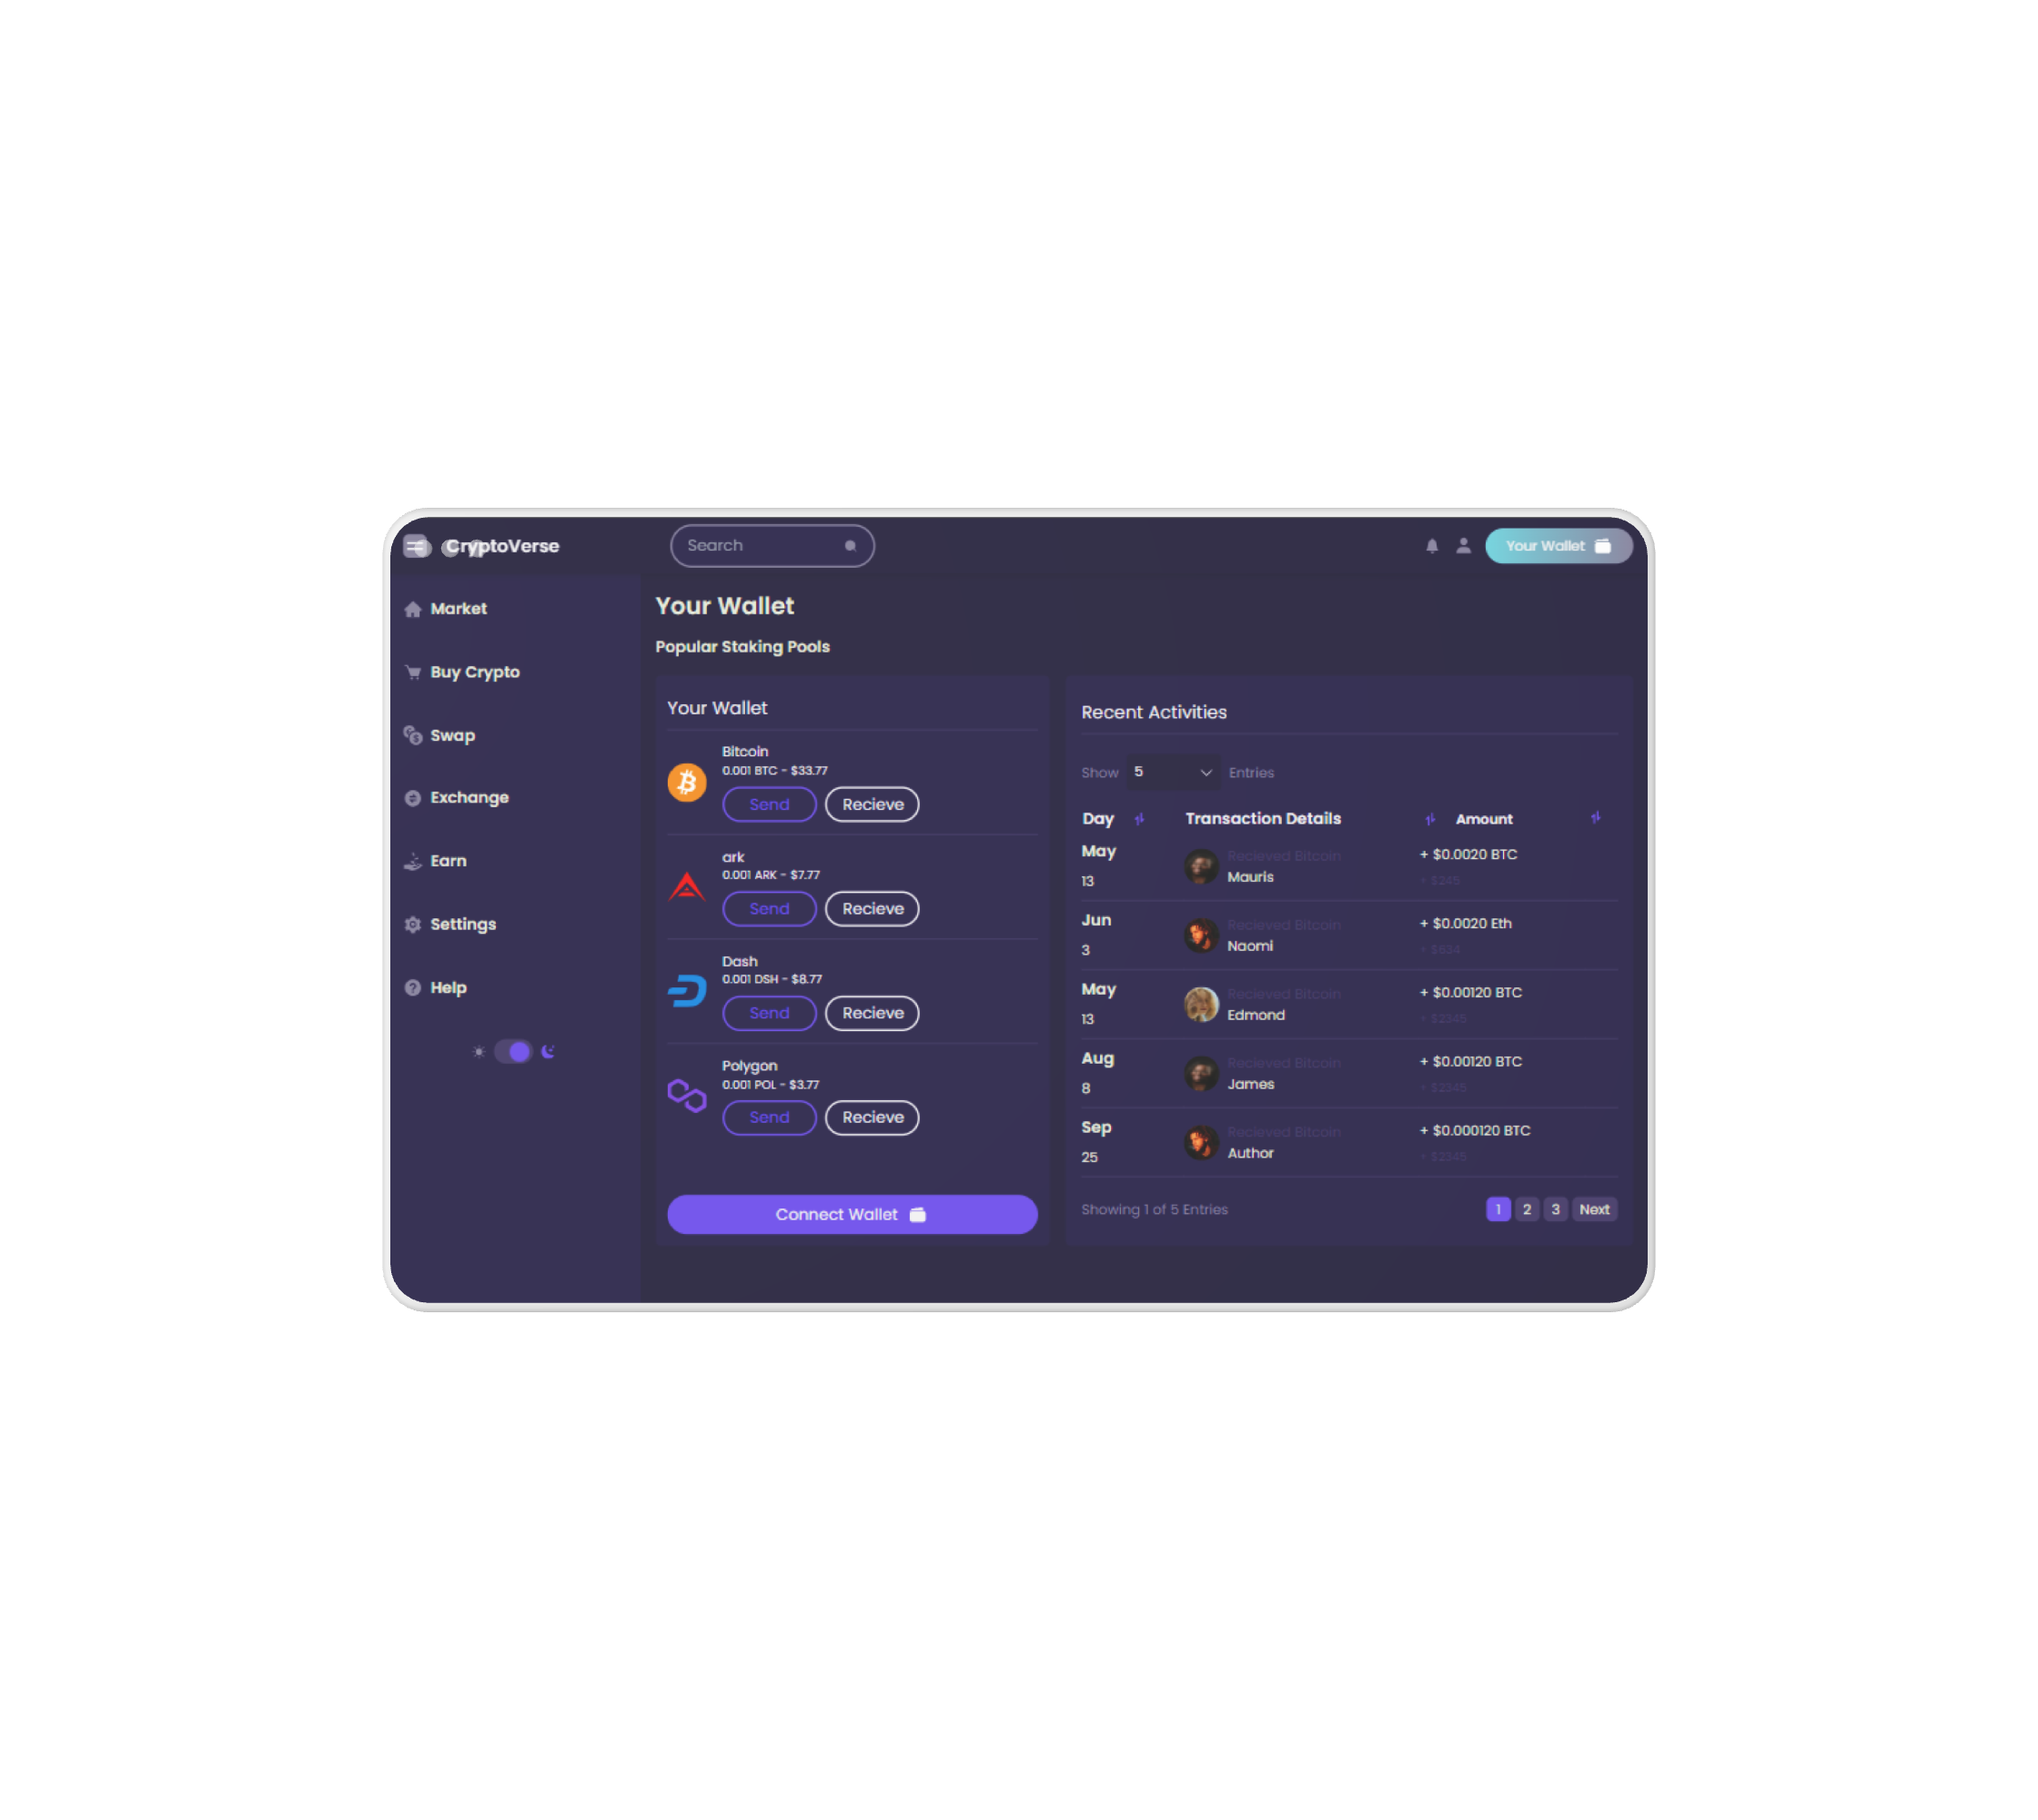 CryptoVerse
Search
Your Wallet
Market
Buy Crypto
Swap
Exchange
Earn
Settings
Help
Your Wallet
Popular Staking Pools
Your Wallet
Bitcoin
0.001 BTC - $33.77
Send Recieve
ark
0.001 ARK - $7.77
Send Recieve
Dash
0.001 DSH - $8.77
Send Recieve
Polygon
0.001 POL - $3.77
Send Recieve
Connect Wallet
Recent Activities
Show 5 Entries
Day Transaction Details Amount
May Recieved Bitcoin + $0.0020 BTC
13 Mauris + $245
Jun Recieved Bitcoin + $0.0020 Eth
3 Naomi + $634
May Recieved Bitcoin + $0.00120 BTC
13 Edmond + $2345
Aug Recieved Bitcoin + $0.00120 BTC
8 James + $2345
Sep Recieved Bitcoin + $0.000120 BTC
25 Author + $2345
Showing 1 of 5 Entries
1 2 3 Next